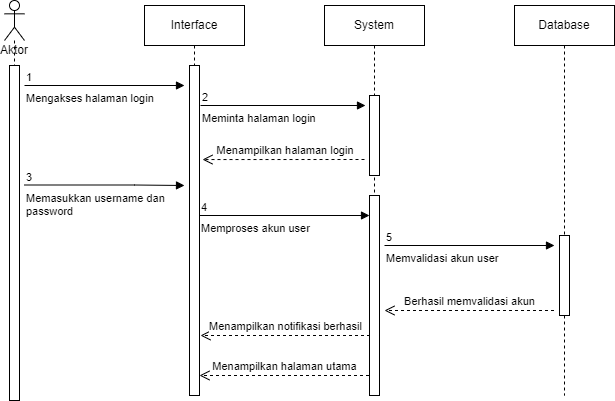 Interface
System
Database
Aktor
1
Mengakses halaman login
2
Meminta halaman login
Menampilkan halaman login
3
Memasukkan username dan
password
4
Memproses akun user
5
Memvalidasi akun user
Berhasil memvalidasi akun
Menampilkan notifikasi berhasil
Menampilkan halaman utama